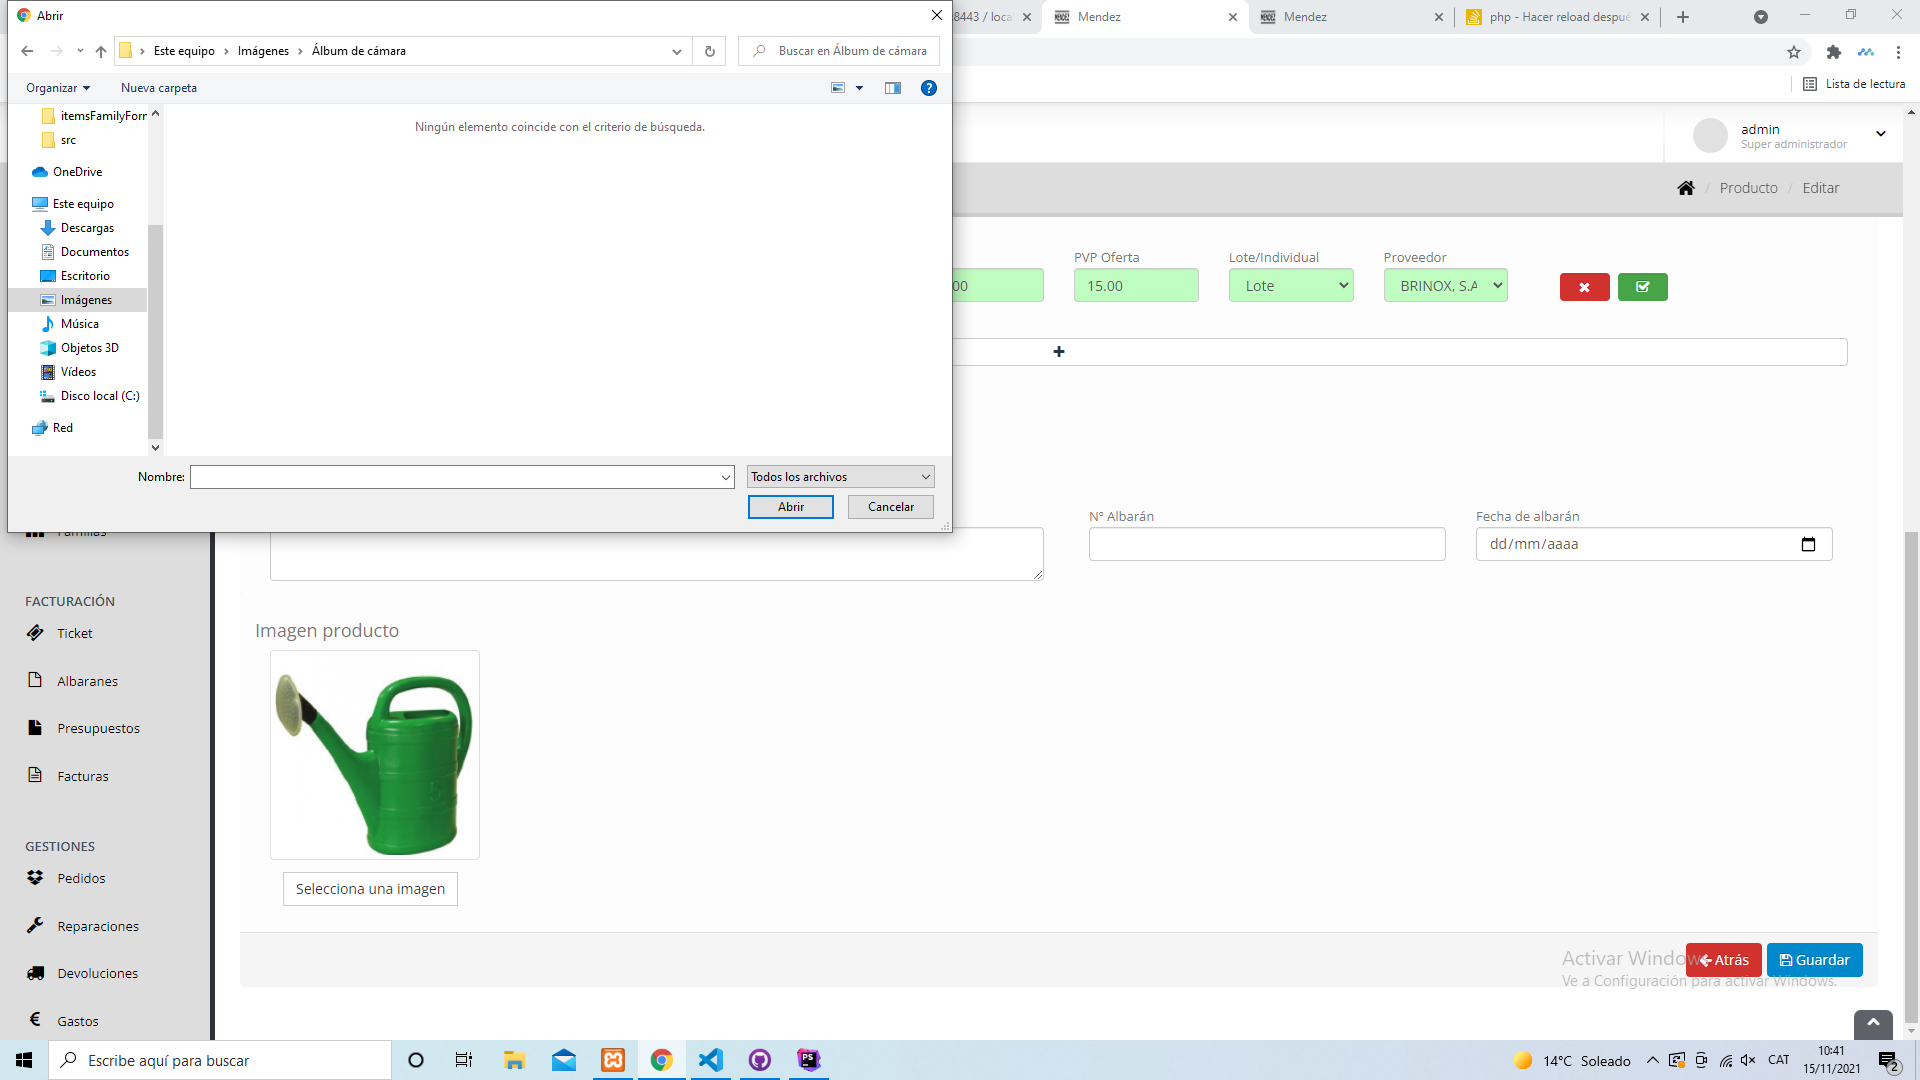 Abrir
Este equipo
Imágenes
Álbum de cámara
Buscar en Álbum de cámara
Organizar
Nueva carpeta
itemsFamilyForm
src
OneDrive
Este equipo
Descargas
Documentos
Escritorio
Imágenes
Música
Objetos 3D
Vídeos
Disco local (C:)
Red
Ningún elemento coincide con el criterio de búsqueda.
Nombre:
Todos los archivos
Abrir
Cancelar
:8443 / loca
Mendez
Mendez
php - Hacer reload despué
Lista de lectura
admin
Super administrador
/ Producto / Editar
PVP Oferta
Lote/Individual
Proveedor
00
15.00
Lote
BRINOX, S.A
Nº Albarán
Fecha de albarán
dd/mm/aaaa
Familias
FACTURACIÓN
Ticket
Albaranes
Presupuestos
Facturas
GESTIONES
Pedidos
Reparaciones
Devoluciones
Gastos
Imagen producto
Selecciona una imagen
Activar Windows
Ve a Configuración para activar Windows.
Atrás
Guardar
Escribe aquí para buscar
14°C Soleado
CAT
10:41
15/11/2021
2